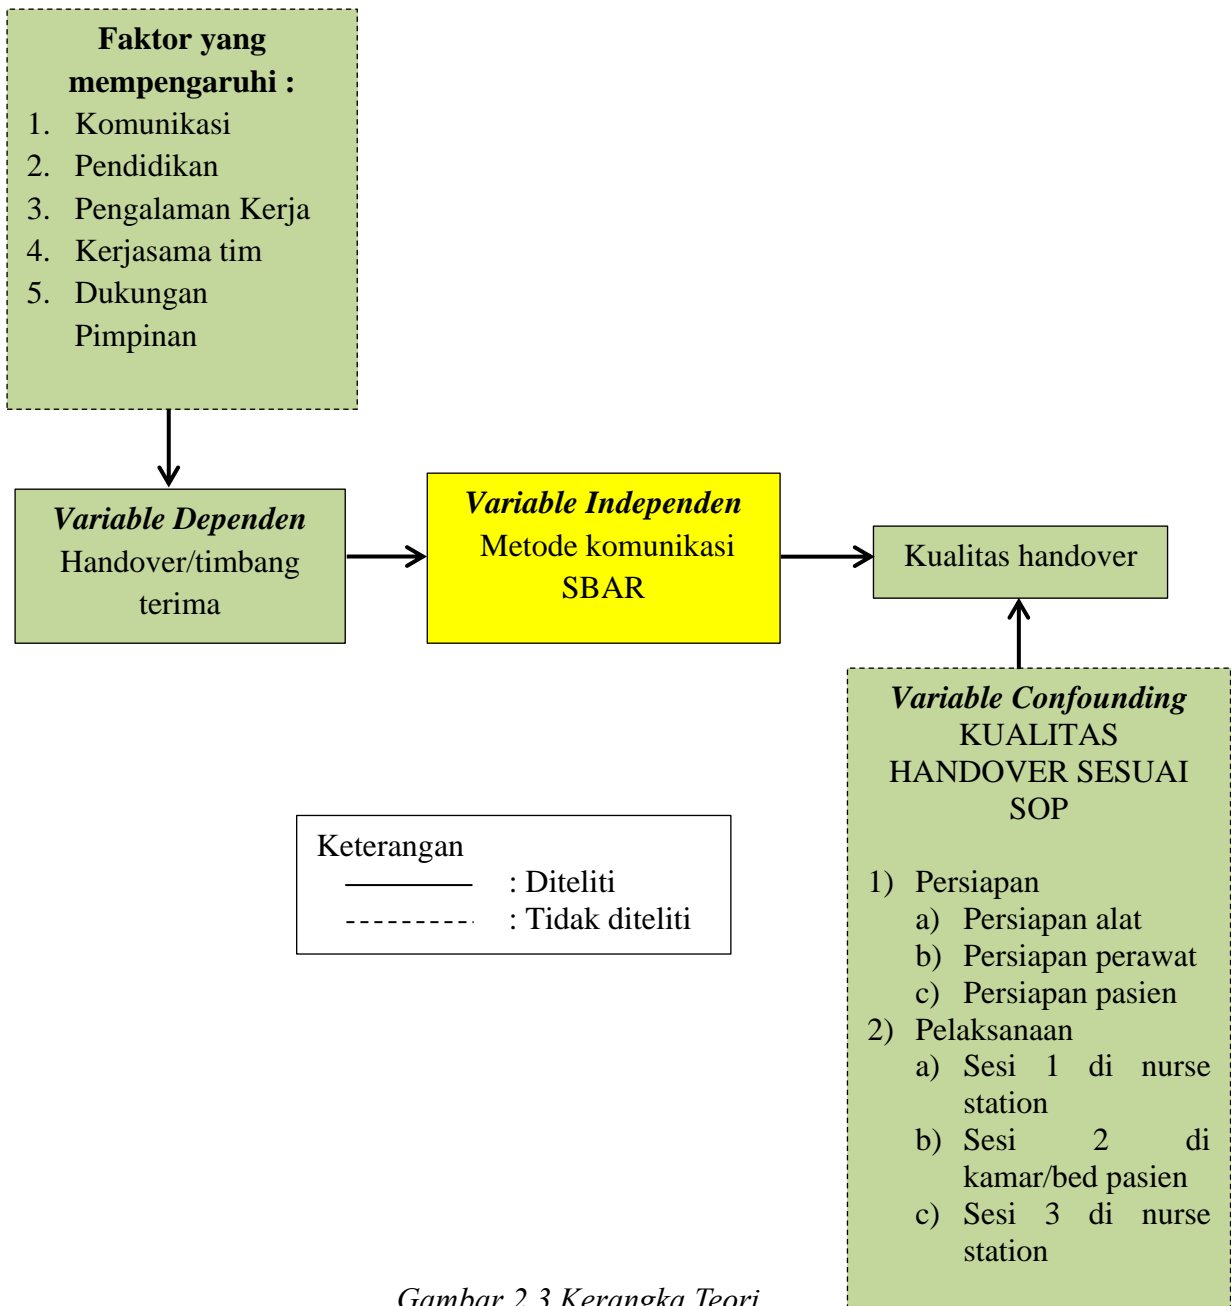 Faktor yang
mempengaruhi :
1. Komunikasi
2. Pendidikan
3. Pengalaman Kerja
4. Kerjasama tim
5. Dukungan
Pimpinan
Variable Dependen
Handover/timbang
terima
Variable Independen
Metode komunikasi
SBAR
Kualitas handover
Variable Confounding
KUALITAS
HANDOVER SESUAI
SOP
1) Persiapan
a) Persiapan alat
b) Persiapan perawat
c) Persiapan pasien
2) Pelaksanaan
a) Sesi 1 di nurse
station
b) Sesi 2 di
kamar/bed pasien
c) Sesi 3 di nurse
station
Keterangan
: Diteliti
: Tidak diteliti
Gambar 2.3 Kerangka Teori